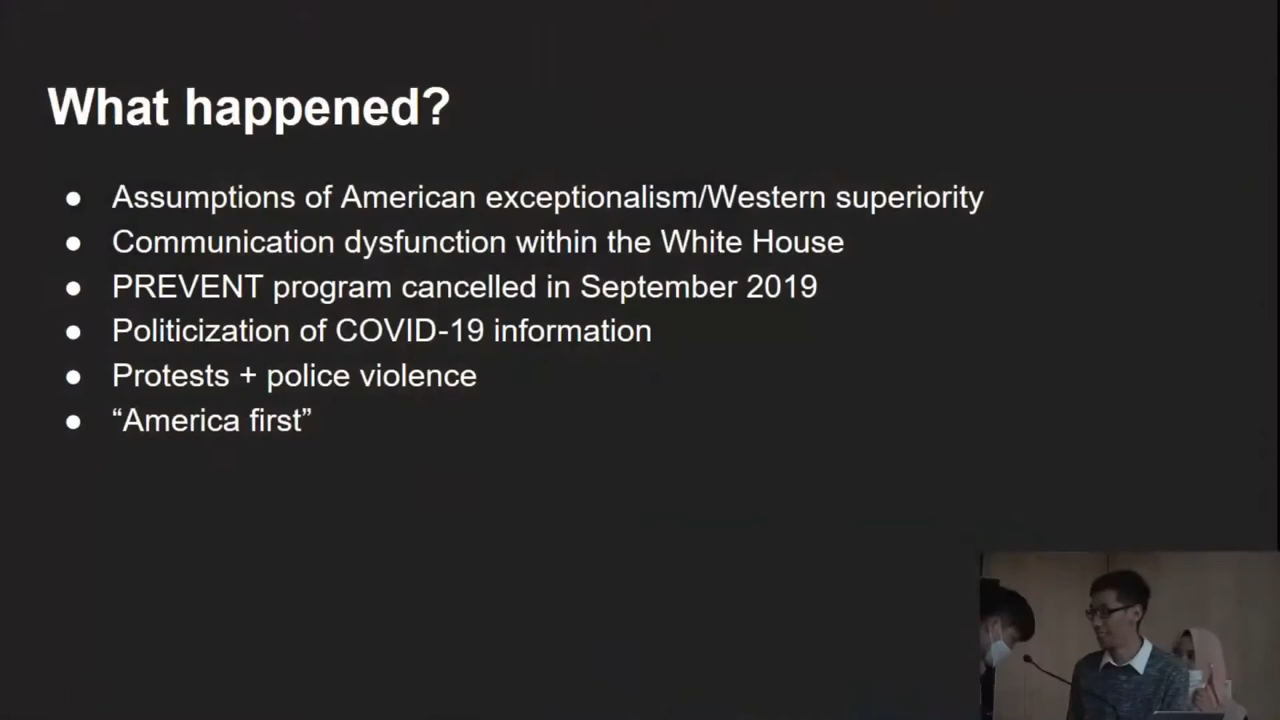 What happened?
● Assumptions of American exceptionalism/Western superiority
● Communication dysfunction within the White House
● PREVENT program cancelled in September 2019
● Politicization of COVID-19 information
● Protests + police violence
● “America first”